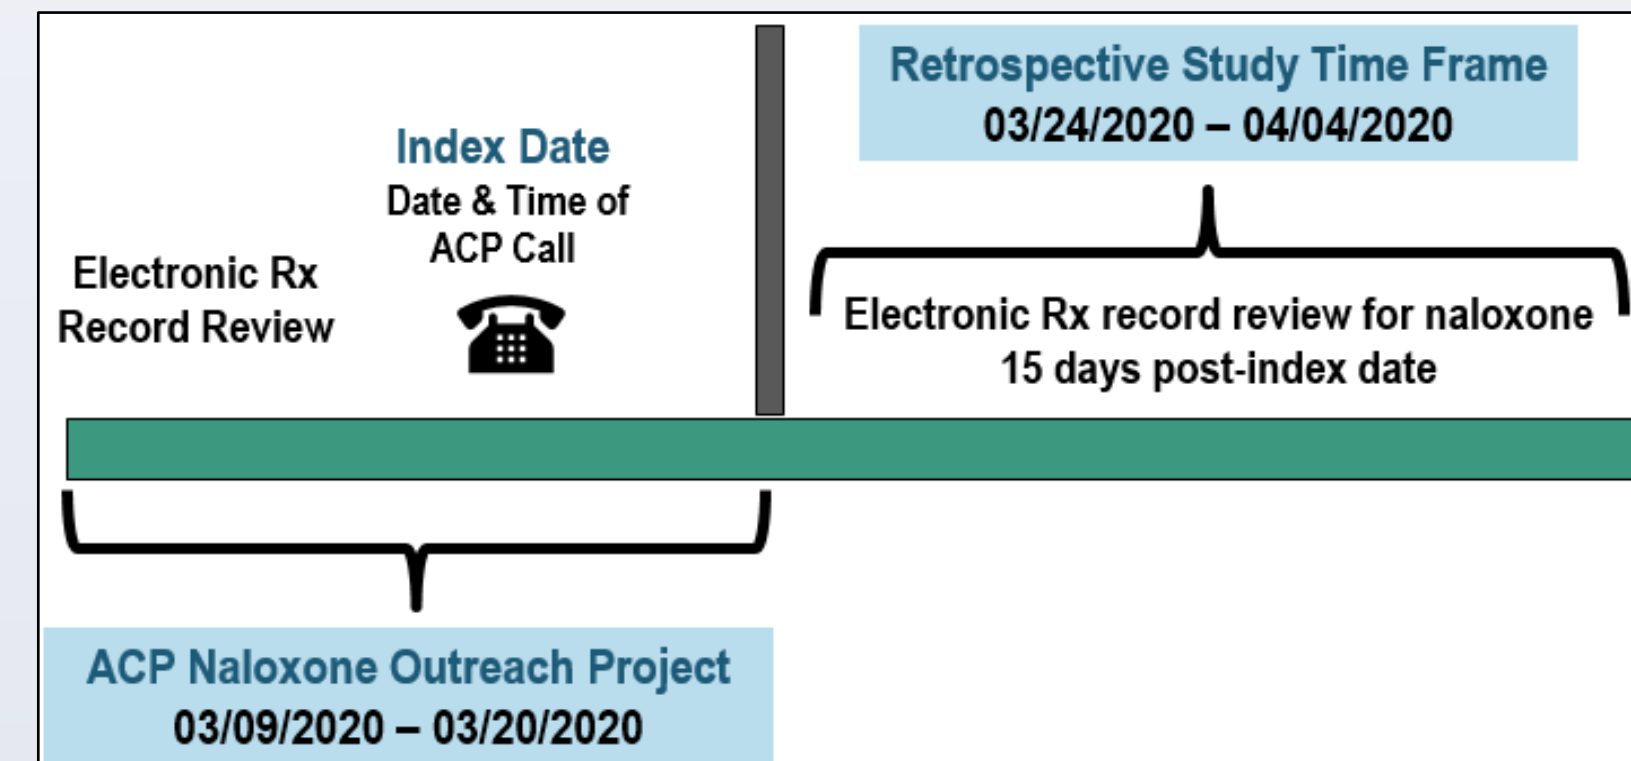 Electronic Rx
Record Review
Index Date
Date & Time of
ACP Call
Retrospective Study Time Frame
03/24/2020 – 04/04/2020
Electronic Rx record review for naloxone
15 days post-index date
ACP Naloxone Outreach Project
03/09/2020 – 03/20/2020